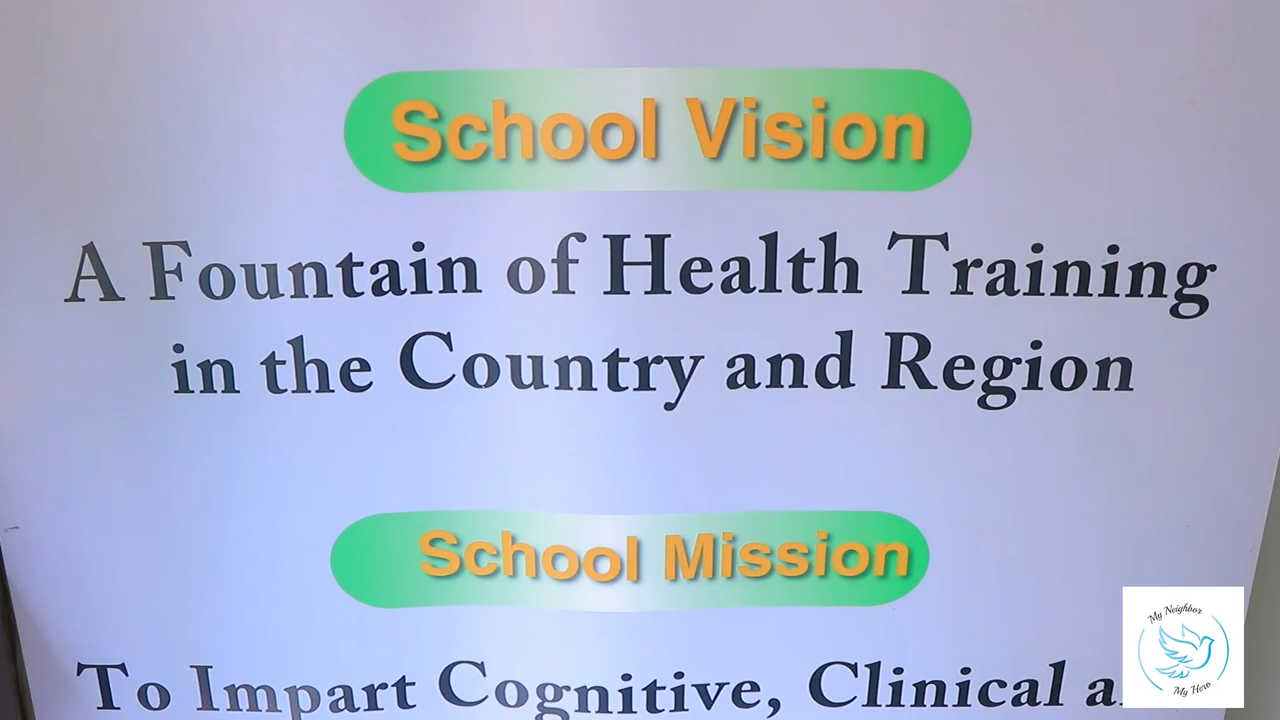 School Vision
A Fountain of Health Training
in the Country and Region
School Mission
To Impart Cognitive, Clinical
My Neighbor
My Hero